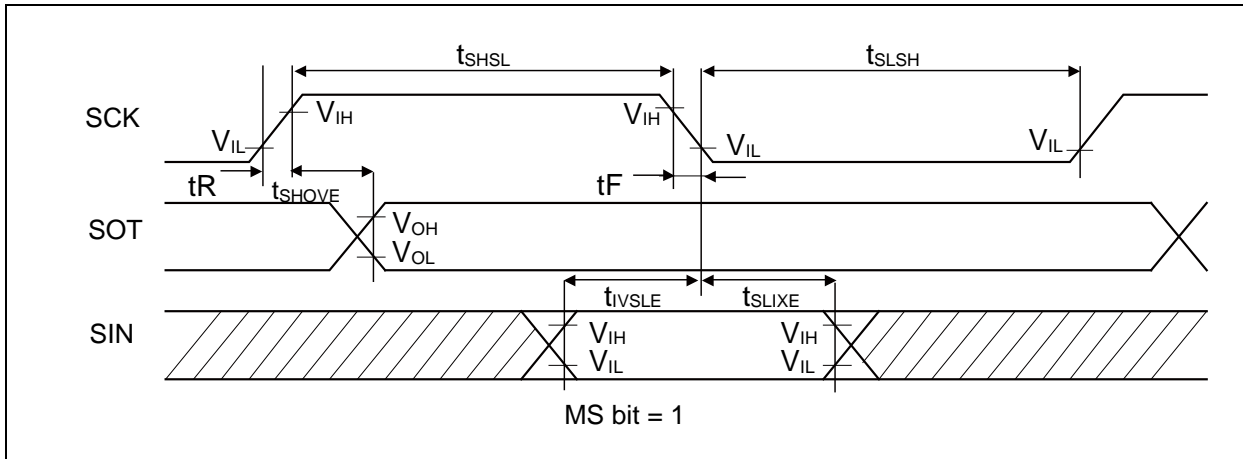 tSHSL
tSLSH
SCK
VIH
VIH
VIL
VIL
VIL
tR
tSHOVE
tF
SOT
VOH
VOL
tIVSLE
tSLIXE
SIN
VIH
VIH
VIL
VIL
MS bit = 1